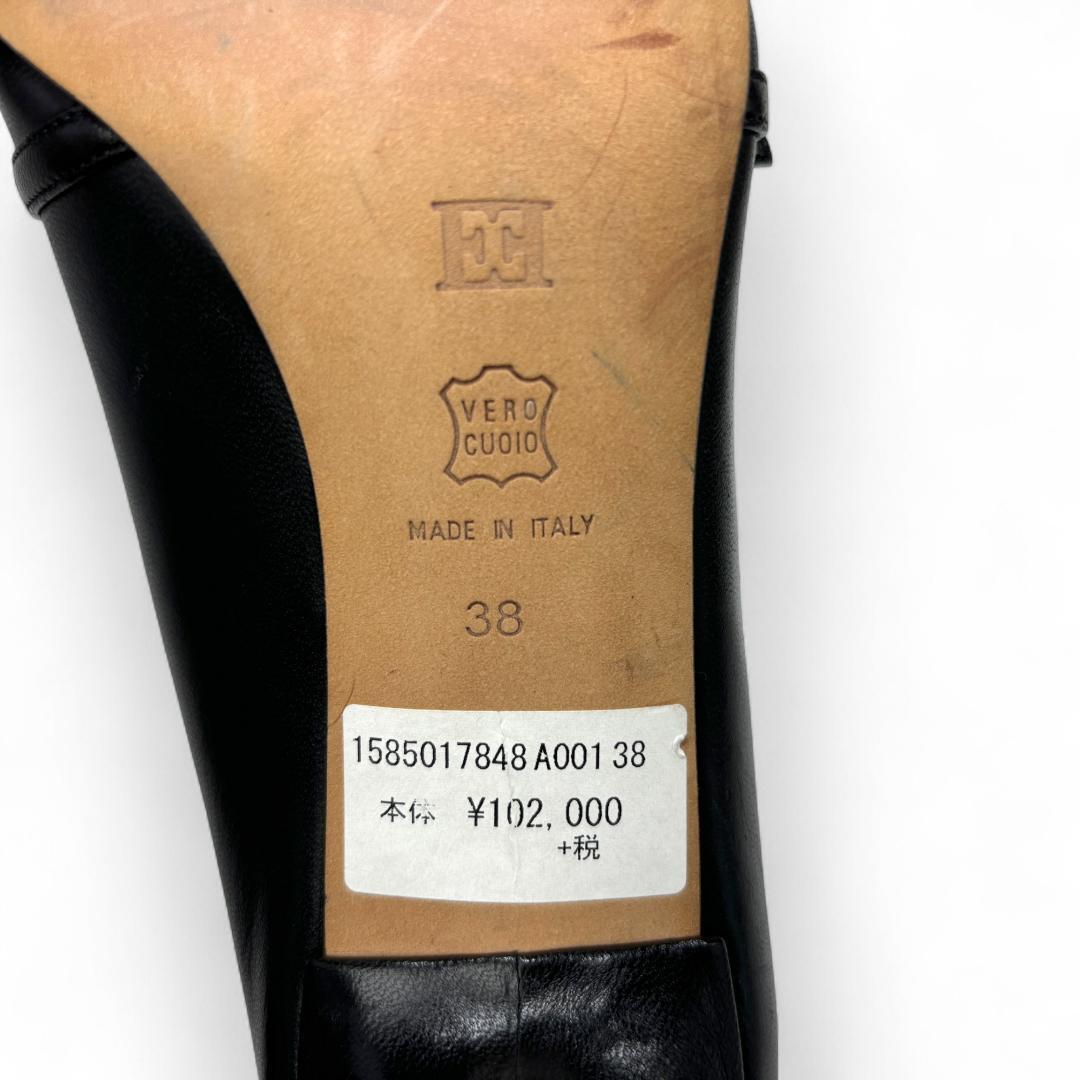 VERO
CUOIO
MADE IN ITALY
38
1585017848 A001 38
本体 ¥102,000
+税